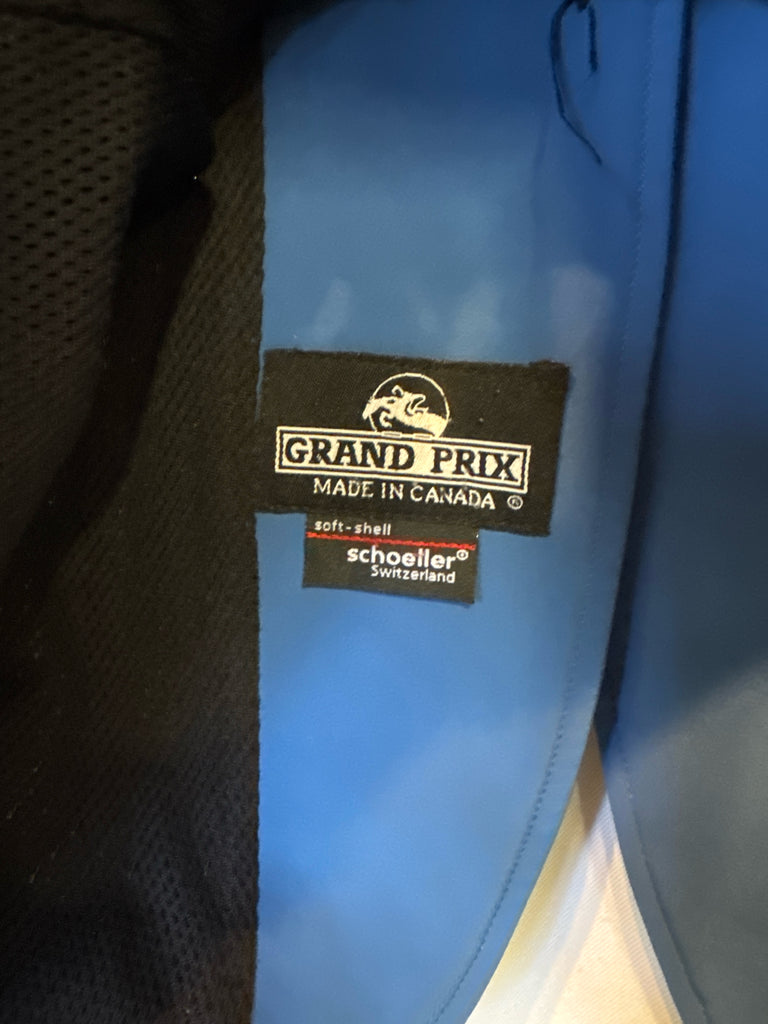 GRAND PRIX
MADE IN CANADA ®
soft-shell
schoeller®
Switzerland